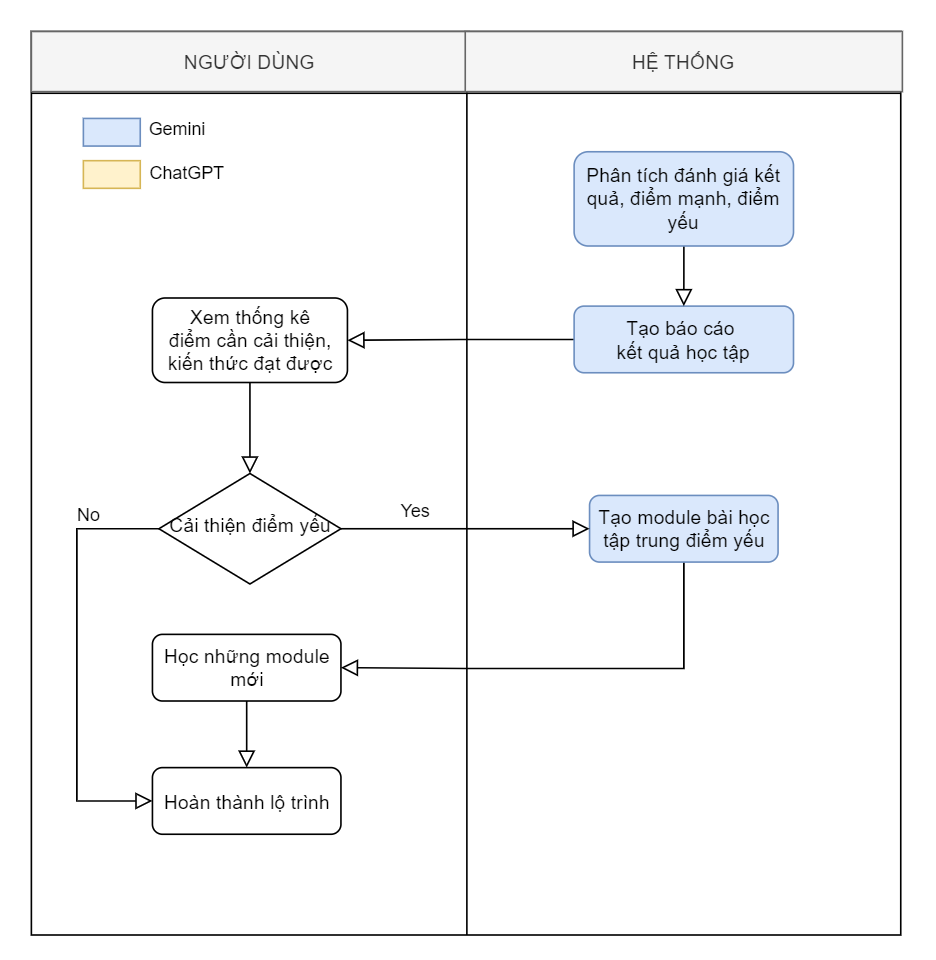 NGƯỜI DÙNG
HỆ THỐNG
Gemini
ChatGPT
Phân tích đánh giá kết
quả, điểm mạnh, điểm
yếu
Xem thống kê
điểm cần cải thiện,
kiến thức đạt được
Tạo báo cáo
kết quả học tập
No
Cải thiện điểm yếu
Yes
Tạo module bài học
tập trung điểm yếu
Học những module
mới
Hoàn thành lộ trình